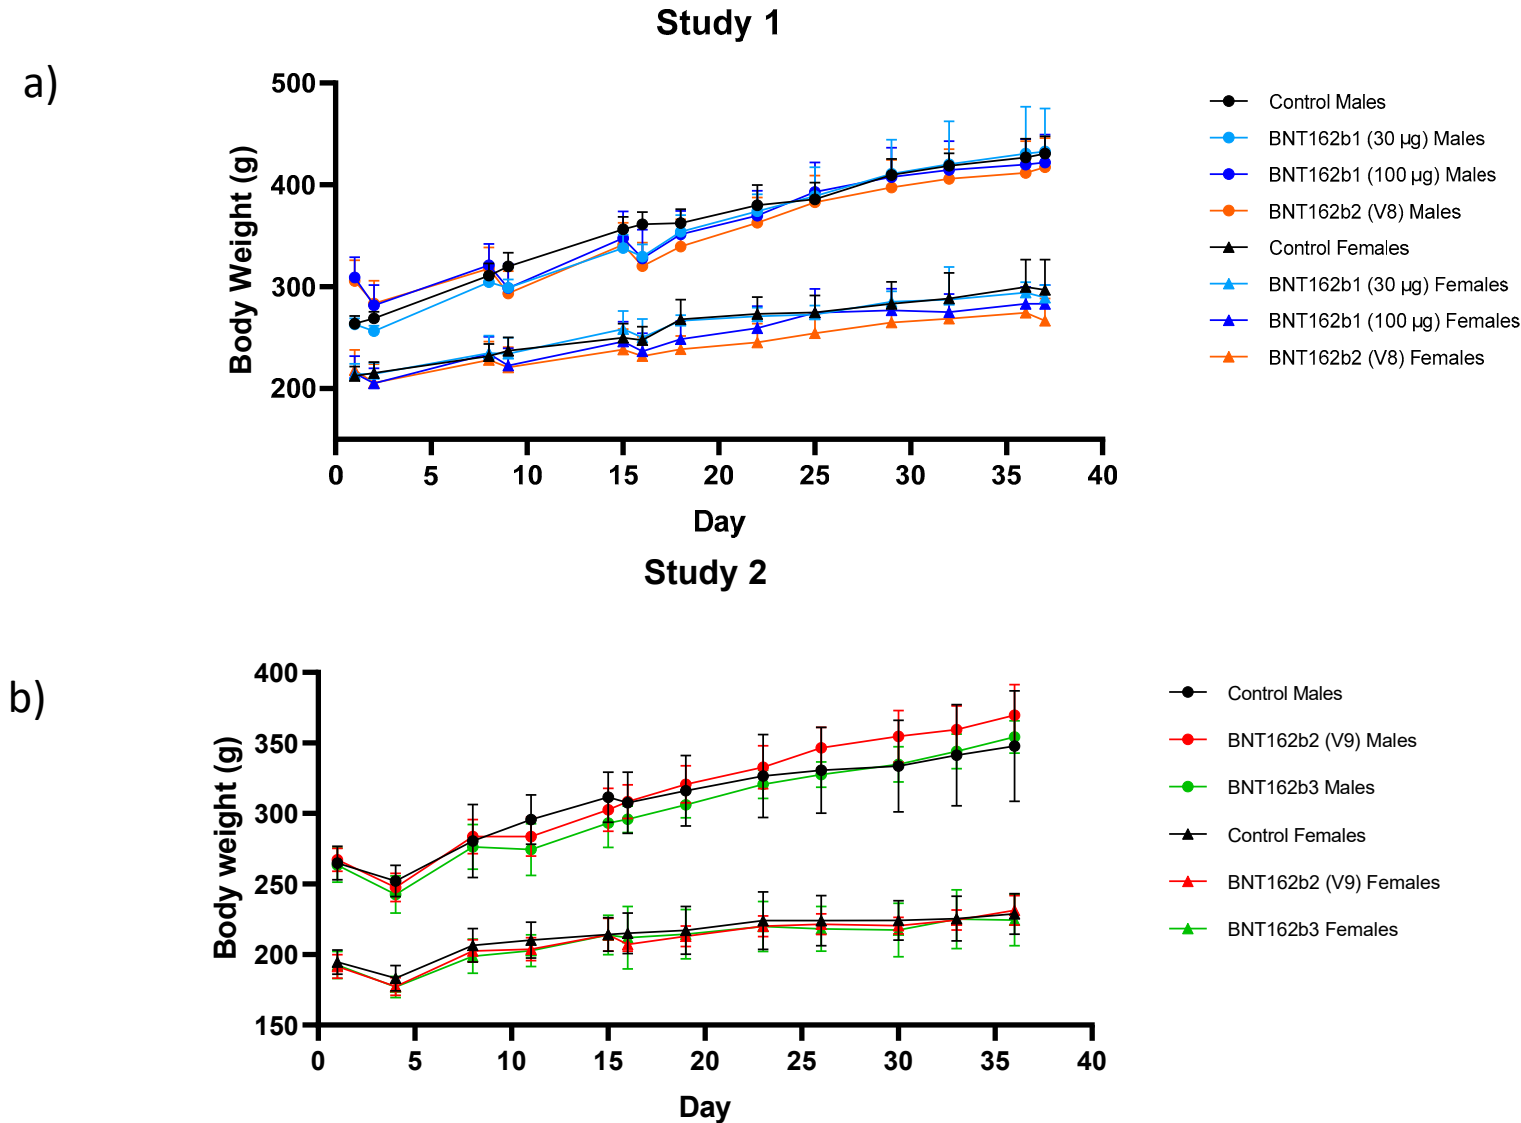 Study 1
a)
500
400
300
200
Body Weight (g)
0 5 10 15 20 25 30 35 40
Day
Control Males
BNT162b1 (30 µg) Males
BNT162b1 (100 µg) Males
BNT162b2 (V8) Males
Control Females
BNT162b1 (30 µg) Females
BNT162b1 (100 µg) Females
BNT162b2 (V8) Females
Study 2
b)
400
350
300
250
200
150
Body weight (g)
0 5 10 15 20 25 30 35 40
Day
Control Males
BNT162b2 (V9) Males
BNT162b3 Males
Control Females
BNT162b2 (V9) Females
BNT162b3 Females